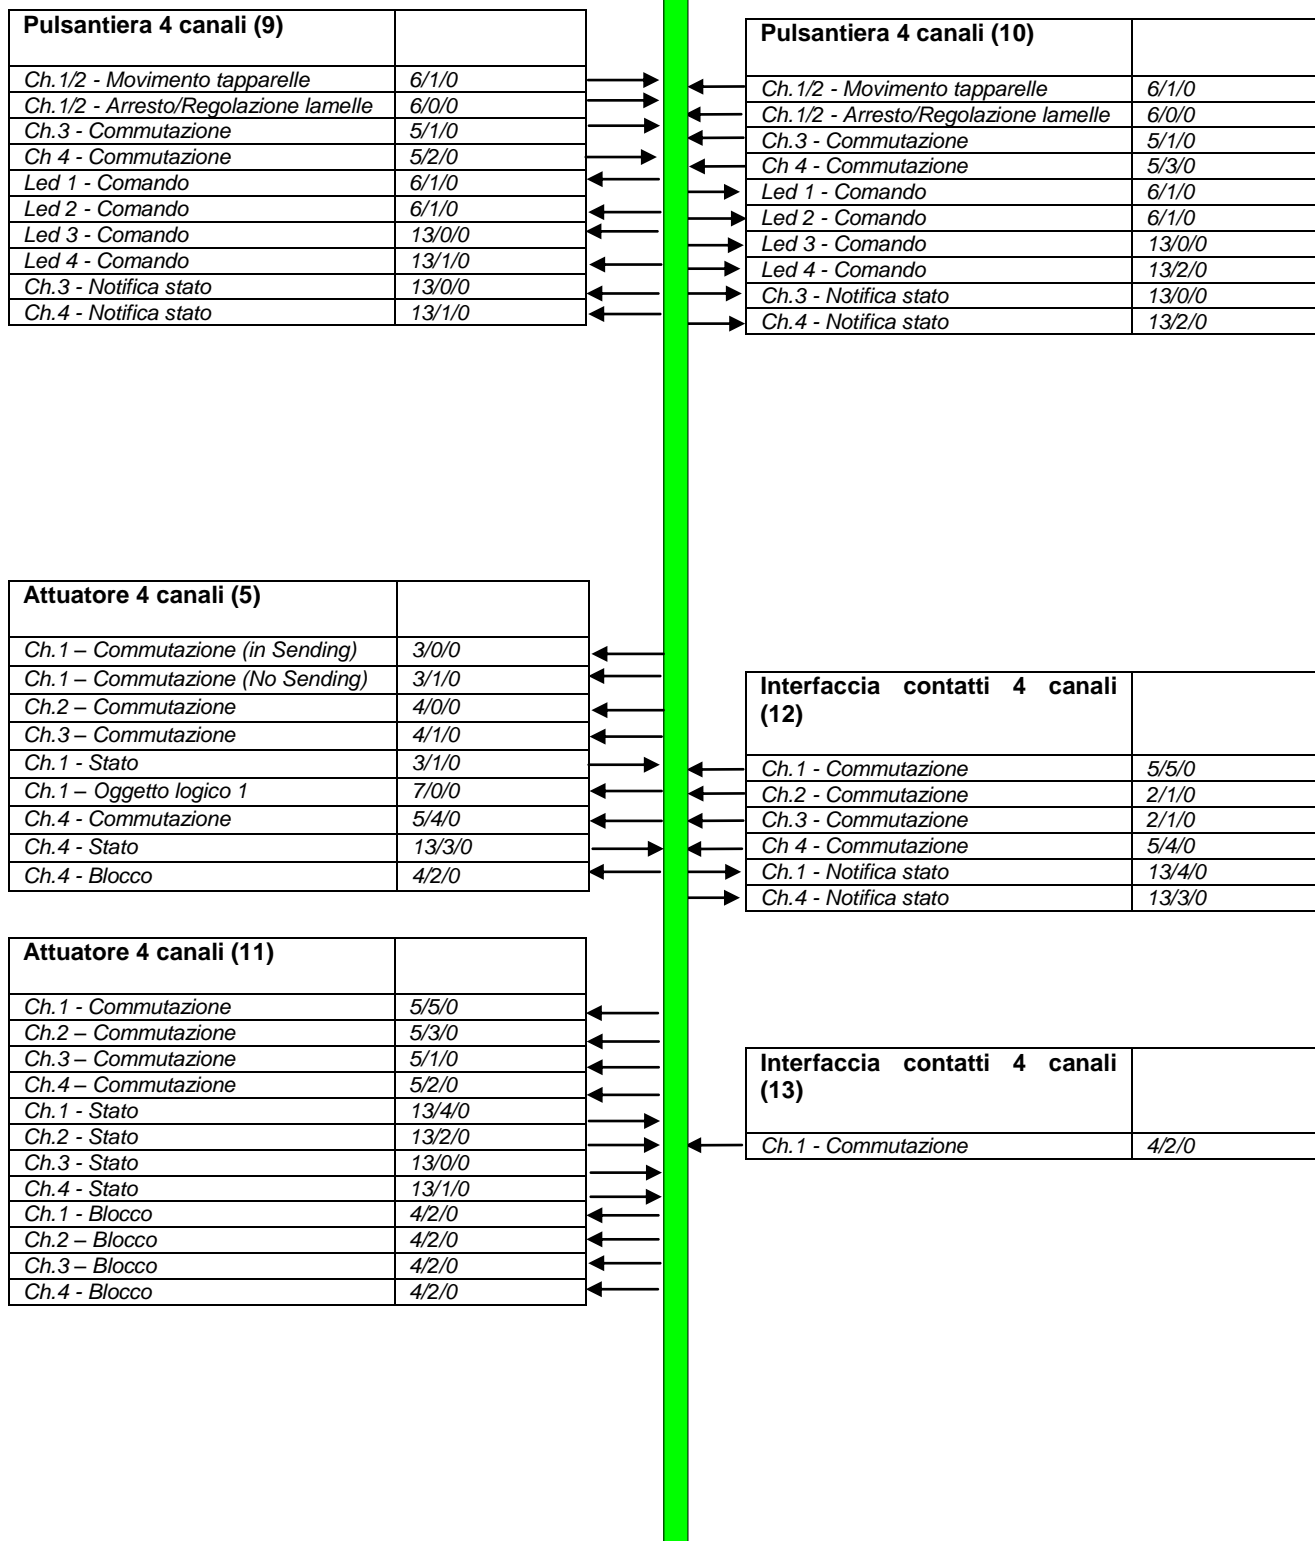 Pulsantiera 4 canali (9)
Ch.1/2 - Movimento tapparelle 6/1/0
Ch.1/2 - Arresto/Regolazione lamelle 6/0/0
Ch.3 - Commutazione 5/1/0
Ch 4 - Commutazione 5/2/0
Led 1 - Comando 6/1/0
Led 2 - Comando 6/1/0
Led 3 - Comando 13/0/0
Led 4 - Comando 13/1/0
Ch.3 - Notifica stato 13/0/0
Ch.4 - Notifica stato 13/1/0
Pulsantiera 4 canali (10)
Ch.1/2 - Movimento tapparelle 6/1/0
Ch.1/2 - Arresto/Regolazione lamelle 6/0/0
Ch.3 - Commutazione 5/1/0
Ch 4 - Commutazione 5/3/0
Led 1 - Comando 6/1/0
Led 2 - Comando 6/1/0
Led 3 - Comando 13/0/0
Led 4 - Comando 13/2/0
Ch.3 - Notifica stato 13/0/0
Ch.4 - Notifica stato 13/2/0
Attuatore 4 canali (5)
Ch.1 – Commutazione (in Sending) 3/0/0
Ch.1 – Commutazione (No Sending) 3/1/0
Ch.2 – Commutazione 4/0/0
Ch.3 – Commutazione 4/1/0
Ch.1 - Stato 3/1/0
Ch.1 – Oggetto logico 1 7/0/0
Ch.4 - Commutazione 5/4/0
Ch.4 - Stato 13/3/0
Ch.4 - Blocco 4/2/0
Interfaccia contatti 4 canali
(12)
Ch.1 - Commutazione 5/5/0
Ch.2 - Commutazione 2/1/0
Ch.3 - Commutazione 2/1/0
Ch 4 - Commutazione 5/4/0
Ch.1 - Notifica stato 13/4/0
Ch.4 - Notifica stato 13/3/0
Attuatore 4 canali (11)
Ch.1 - Commutazione 5/5/0
Ch.2 – Commutazione 5/3/0
Ch.3 – Commutazione 5/1/0
Ch.4 – Commutazione 5/2/0
Ch.1 - Stato 13/4/0
Ch.2 - Stato 13/2/0
Ch.3 - Stato 13/0/0
Ch.4 - Stato 13/1/0
Ch.1 - Blocco 4/2/0
Ch.2 – Blocco 4/2/0
Ch.3 – Blocco 4/2/0
Ch.4 - Blocco 4/2/0
Interfaccia contatti 4 canali
(13)
Ch.1 - Commutazione 4/2/0